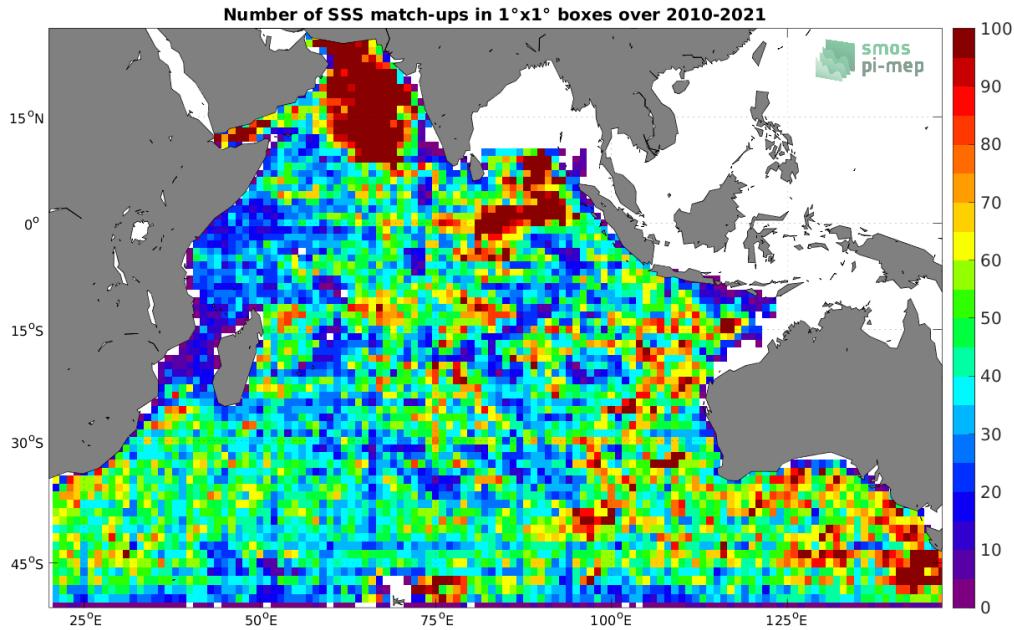 Number of SSS match-ups in 1°x1° boxes over 2010-2021
smos
pi-mep
100
90
80
70
60
50
40
30
20
10
0
15°N
0°
15°S
30°S
45°S
25°E
50°E
75°E
100°E
125°E